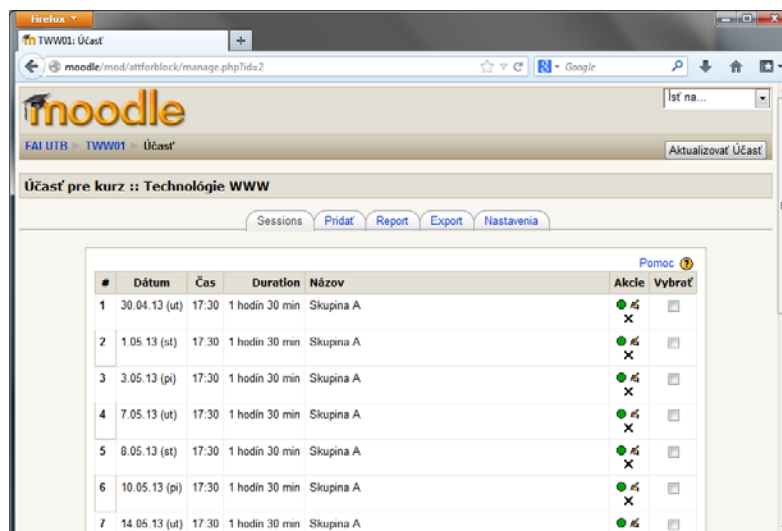 Firefox
TWW01: Účasť
moodle/mod/attforblock/manage.php?id=2
Google
moodle
Ísť na...
FAI UTB ► TWW01 ► Účasť
Aktualizovať Účasť
Účasť pre kurz :: Technológie WWW
Sessions Pridať Report Export Nastavenia
Pomoc
# Dátum Čas Duration Názov Akcie Vybrať
1 30.04.13 (ut) 17:30 1 hodín 30 min Skupina A
2 1.05.13 (st) 17:30 1 hodín 30 min Skupina A
3 3.05.13 (pi) 17:30 1 hodín 30 min Skupina A
4 7.05.13 (ut) 17:30 1 hodín 30 min Skupina A
5 8.05.13 (st) 17:30 1 hodín 30 min Skupina A
6 10.05.13 (pi) 17:30 1 hodín 30 min Skupina A
7 14.05.13 (ut) 17:30 1 hodín 30 min Skupina A